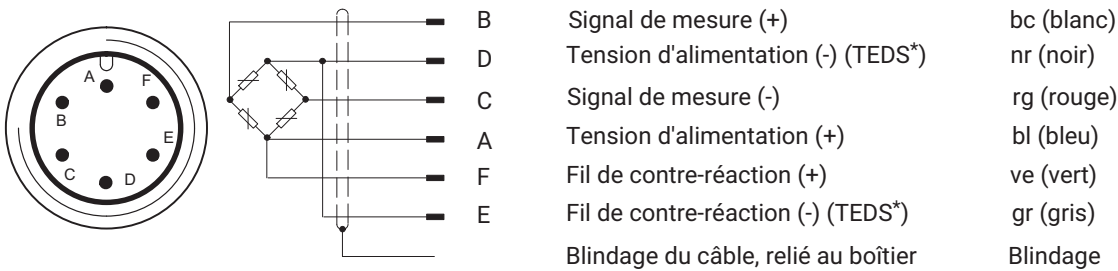 A
F
B
E
C
D
B Signal de mesure (+) bc (blanc)
D Tension d'alimentation (-) (TEDS*) nr (noir)
C Signal de mesure (-) rg (rouge)
A Tension d'alimentation (+) bl (bleu)
F Fil de contre-réaction (+) ve (vert)
E Fil de contre-réaction (-) (TEDS*) gr (gris)
Blindage du câble, relié au boîtier Blindage